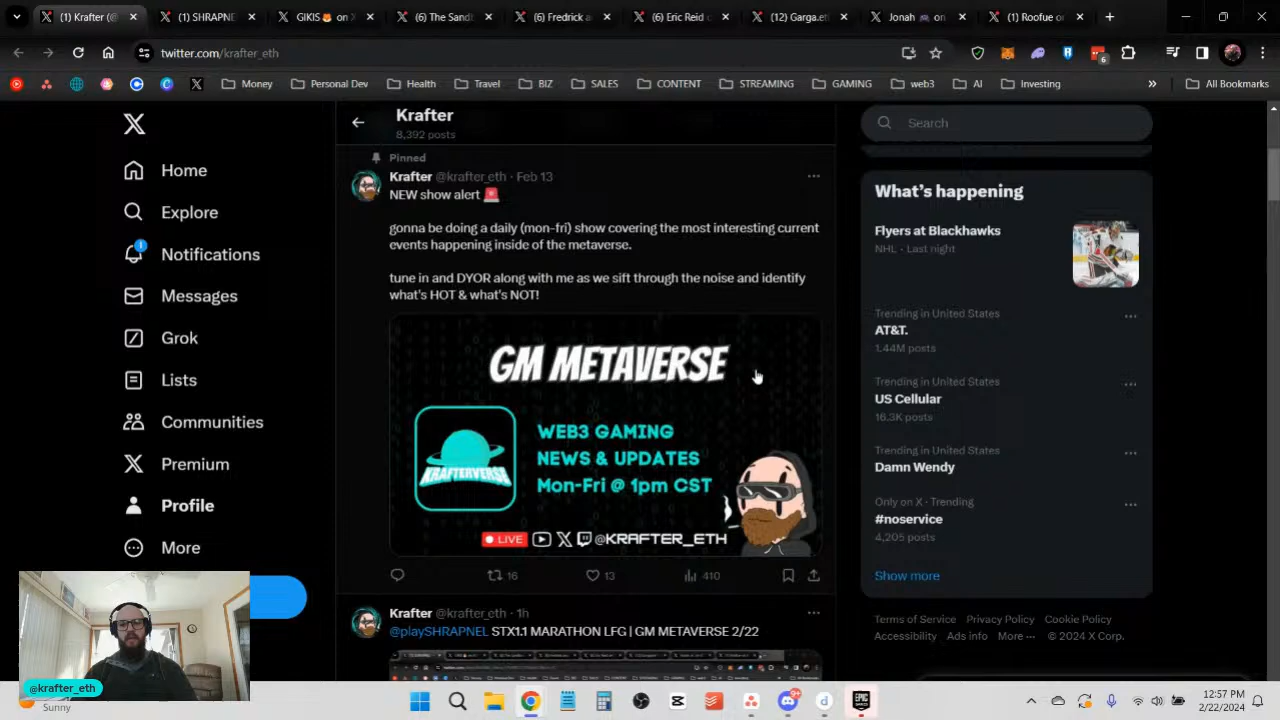 (1) Krafter (
(1) SHRAPNE
GIKIS 🦊 on X
(6) The Sandb
(6) Fredrick a
(6) Eric Reid o
(12) Garga.et
Jonah 👾 on
(1) Roofue on
twitter.com/krafter_eth
6
Money
Personal Dev
Health
Travel
BIZ
SALES
CONTENT
STREAMING
GAMING
web3
AI
Investing
All Bookmarks
Home
Explore
1
Notifications
Messages
Grok
Lists
Communities
Premium
Profile
More
@krafter_eth
Sunny
Krafter
8,392 posts
Pinned
Krafter @krafter_eth · Feb 13
NEW show alert 🚨
gonna be doing a daily (mon-fri) show covering the most interesting current
events happening inside of the metaverse.
tune in and DYOR along with me as we sift through the noise and identify
what's HOT & what's NOT!
GM METAVERSE
KRAFTERVERSE
WEB3 GAMING
NEWS & UPDATES
Mon-Fri @ 1pm CST
LIVE @KRAFTER_ETH
16
13
410
Krafter @krafter_eth · 1h
@playSHRAPNEL STX1.1 MARATHON LFG | GM METAVERSE 2/22
Search
What's happening
Flyers at Blackhawks
NHL · Last night
Trending in United States
AT&T.
1.44M posts
Trending in United States
US Cellular
16.3K posts
Trending in United States
Damn Wendy
Only on X · Trending
#noservice
4,205 posts
Show more
Terms of Service Privacy Policy Cookie Policy
Accessibility Ads info More ··· © 2024 X Corp.
EPIC GAMES
12:57 PM
2/22/2024